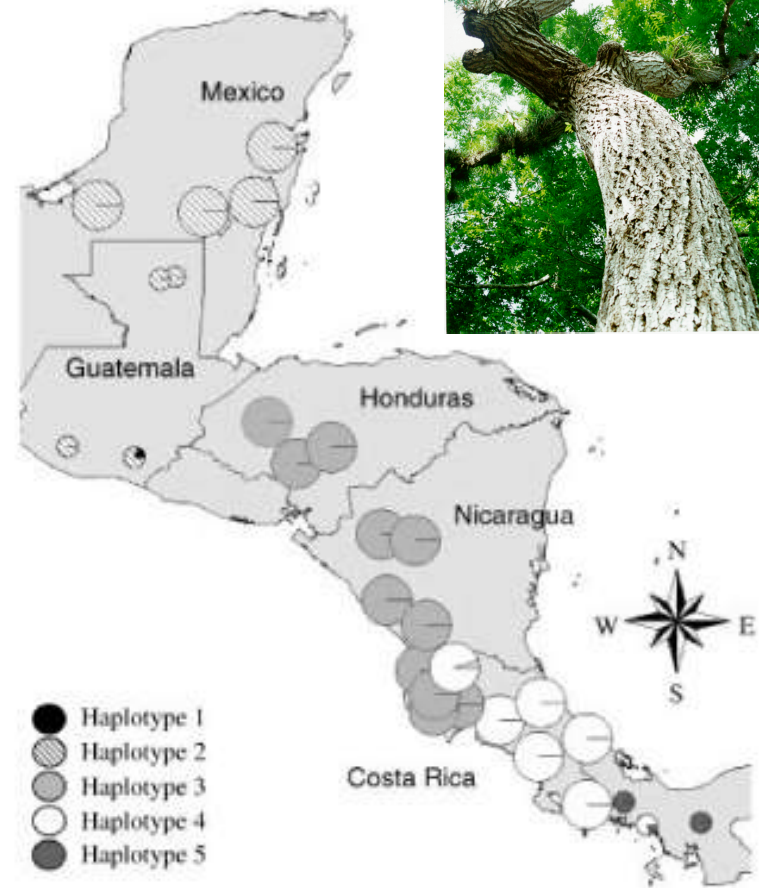 Mexico
Guatemala
Honduras
Nicaragua
N
W
E
S
Haplotype 1
Haplotype 2
Haplotype 3
Haplotype 4
Haplotype 5
Costa Rica